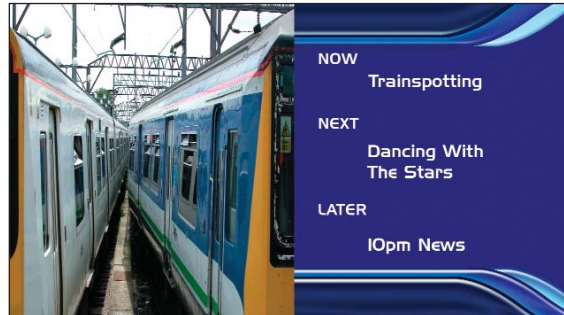 NOW
Trainspotting
NEXT
Dancing With
The Stars
LATER
10pm News